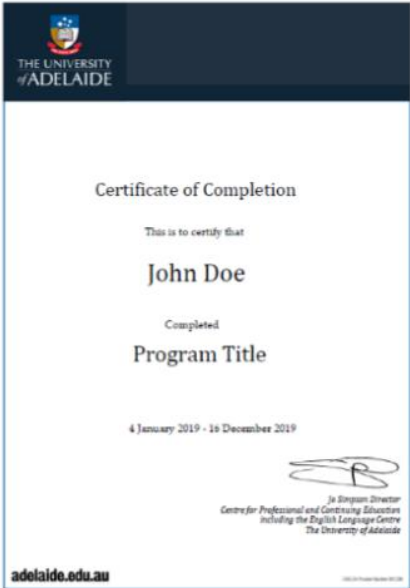 THE UNIVERSITY
of ADELAIDE
Certificate of Completion
This is to certify that
John Doe
Completed
Program Title
4 January 2019 - 16 December 2019
Jo Simpson Director
Centre for Professional and Continuing Education
including the English Language Centre
The University of Adelaide
adelaide.edu.au